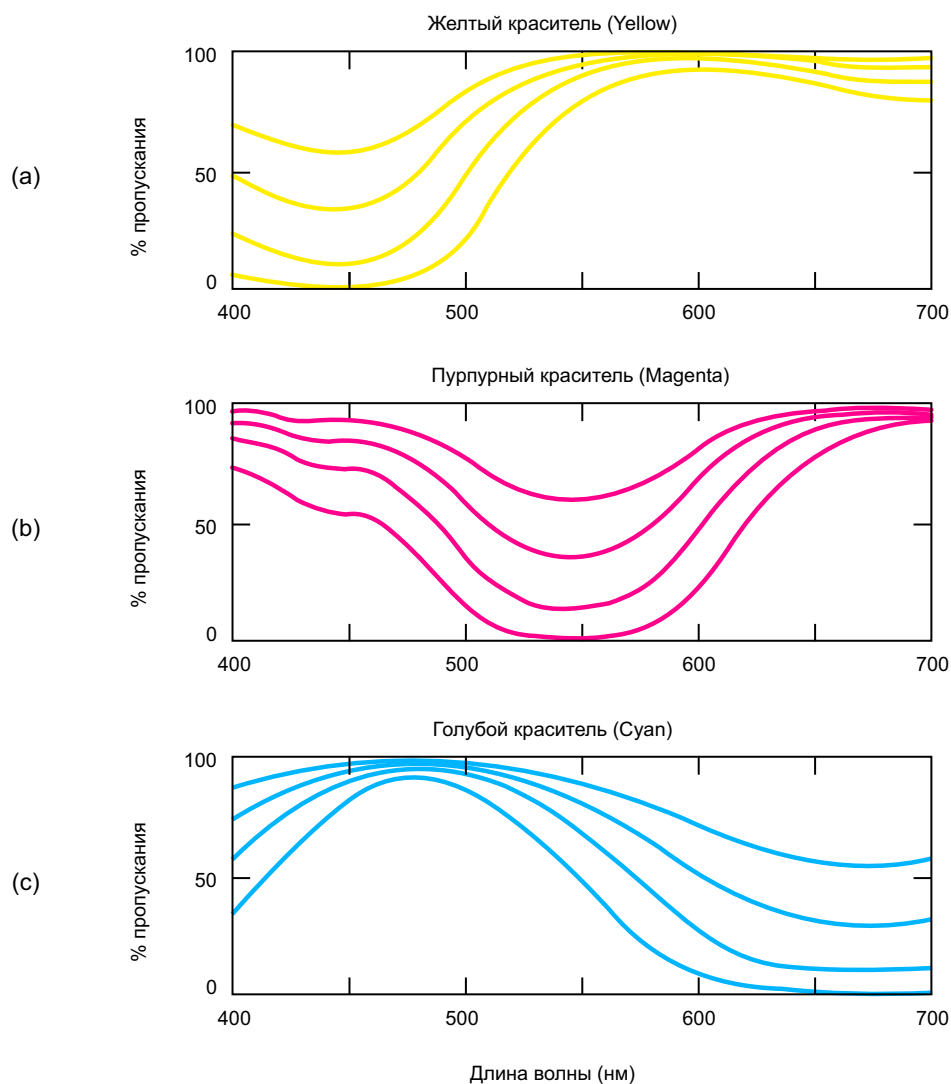 Желтый краситель (Yellow)
(a)
% пропускания
100
50
0
400 500 600 700
Пурпурный краситель (Magenta)
(b)
% пропускания
100
50
0
400 500 600 700
Голубой краситель (Cyan)
(c)
% пропускания
100
50
0
400 500 600 700
Длина волны (нм)